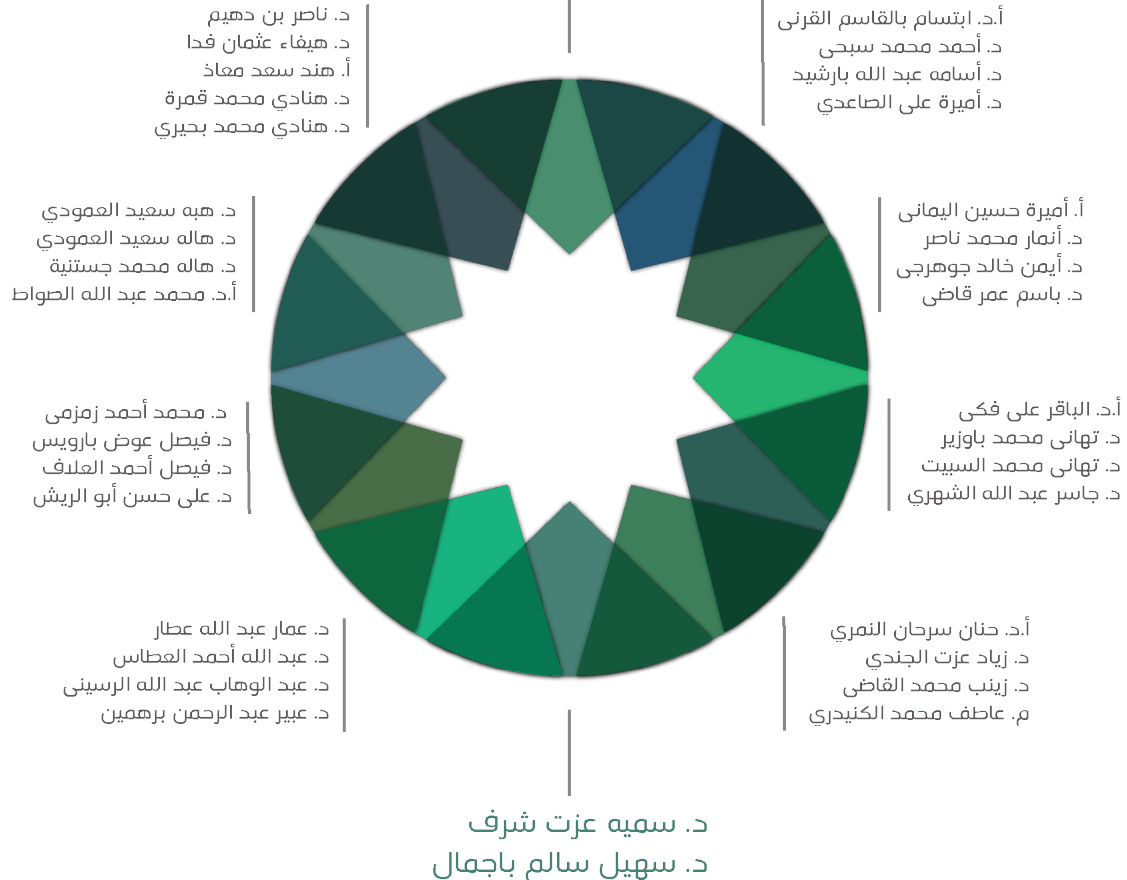 أ.د. ابتسام بالقاسم القرنى
د. أحمد محمد سبحى
د. أسامه عبد الله بارشيد
د. أميرة على الصاعدي
أ. أميرة حسين اليمانى
د. أنمار محمد ناصر
د. أيمن خالد جوهرجى
د. باسم عمر قاضى
أ.د. الباقر على فكى
د. تهانى محمد باوزير
د. تهانى محمد السبيت
د. جاسر عبد الله الشهري
أ.د. حنان سرحان النمري
د. زياد عزت الجندي
د. زينب محمد القاضى
م. عاطف محمد الكنيدري
د. سميه عزت شرف
د. سهيل سالم باجمال
د. عمار عبد الله عطار
د. عبد الله أحمد العطاس
د. عبد الوهاب عبد الله الرسينى
د. عبير عبد الرحمن برهمين
د. محمد أحمد زمزمى
د. فيصل عوض بارويس
د. فيصل أحمد العلاف
د. على حسن أبو الريش
د. هبه سعيد العمودي
د. هاله سعيد العمودي
د. هاله محمد جستنية
أ.د. محمد عبد الله الصواط
د. ناصر بن دهيم
د. هيفاء عثمان فدا
أ. هند سعد معاذ
د. هنادي محمد قمرة
د. هنادي محمد بحيري